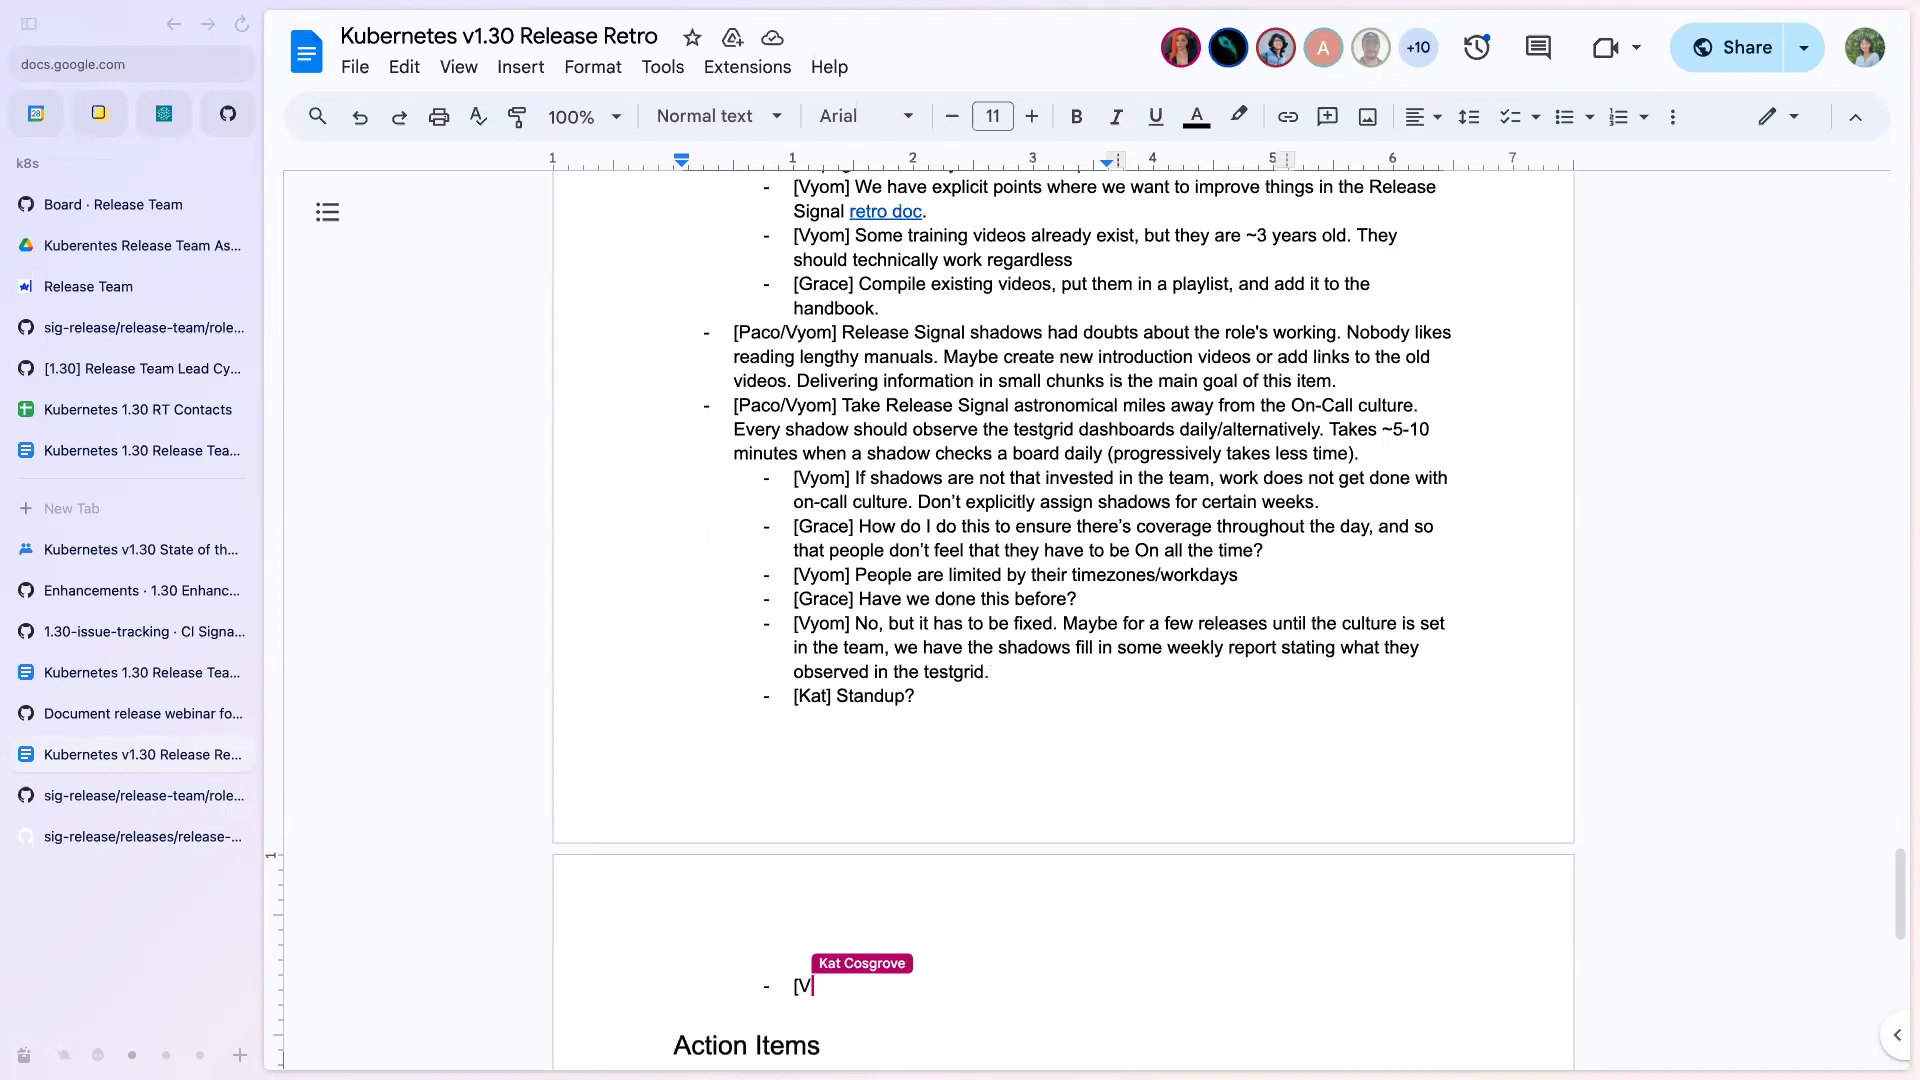 docs.google.com
k8s
Board · Release Team
Kuberentes Release Team As...
Release Team
sig-release/release-team/role...
[1.30] Release Team Lead Cy...
Kubernetes 1.30 RT Contacts
Kubernetes 1.30 Release Tea...
New Tab
Kubernetes v1.30 State of th...
Enhancements · 1.30 Enhanc...
1.30-issue-tracking · CI Signa...
Kubernetes 1.30 Release Tea...
Document release webinar fo...
Kubernetes v1.30 Release Re...
sig-release/release-team/role...
sig-release/releases/release-...
Kubernetes v1.30 Release Retro
File Edit View Insert Format Tools Extensions Help
A +10 Share
100% Normal text Arial 11 B I U A
1 1 2 3 4 5 6 7
[Vyom] We have explicit points where we want to improve things in the Release
Signal retro doc.
- [Vyom] Some training videos already exist, but they are ~3 years old. They
should technically work regardless
- [Grace] Compile existing videos, put them in a playlist, and add it to the
handbook.
- [Paco/Vyom] Release Signal shadows had doubts about the role's working. Nobody likes
reading lengthy manuals. Maybe create new introduction videos or add links to the old
videos. Delivering information in small chunks is the main goal of this item.
- [Paco/Vyom] Take Release Signal astronomical miles away from the On-Call culture.
Every shadow should observe the testgrid dashboards daily/alternatively. Takes ~5-10
minutes when a shadow checks a board daily (progressively takes less time).
- [Vyom] If shadows are not that invested in the team, work does not get done with
on-call culture. Don’t explicitly assign shadows for certain weeks.
- [Grace] How do I do this to ensure there’s coverage throughout the day, and so
that people don’t feel that they have to be On all the time?
- [Vyom] People are limited by their timezones/workdays
- [Grace] Have we done this before?
- [Vyom] No, but it has to be fixed. Maybe for a few releases until the culture is set
in the team, we have the shadows fill in some weekly report stating what they
observed in the testgrid.
- [Kat] Standup?
1
Kat Cosgrove
- [V
Action Items